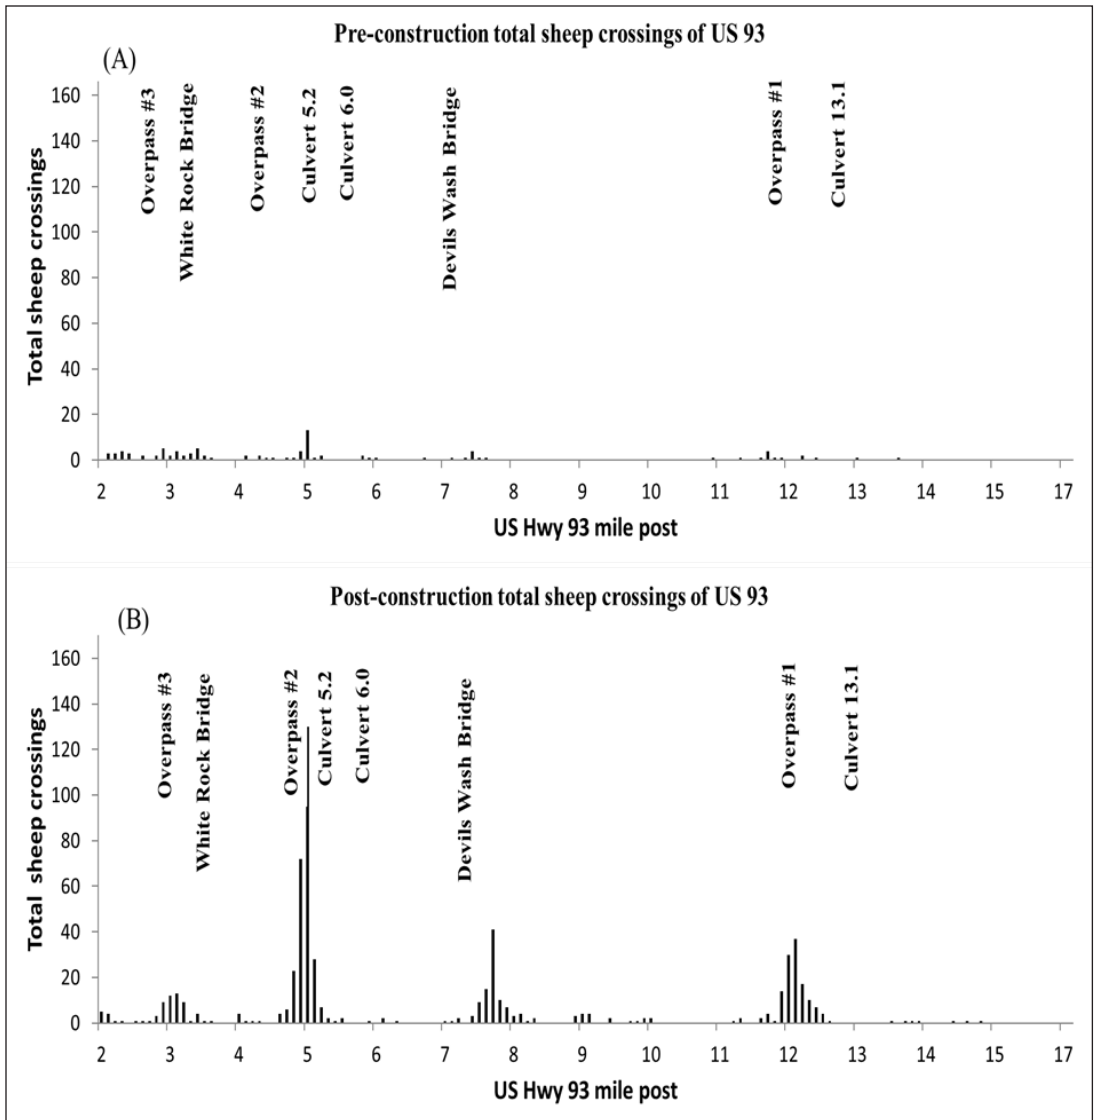 Pre-construction total sheep crossings of US 93
(A)
160
140
120
100
80
60
40
20
0
Total sheep crossings
Overpass #3
White Rock Bridge
Overpass #2
Culvert 5.2
Culvert 6.0
Devils Wash Bridge
Overpass #1
Culvert 13.1
2 3 4 5 6 7 8 9 10 11 12 13 14 15 17
US Hwy 93 mile post
Post-construction total sheep crossings of US 93
(B)
160
140
120
100
80
60
40
20
0
Total sheep crossings
Overpass #3
White Rock Bridge
Overpass #2
Culvert 5.2
Culvert 6.0
Devils Wash Bridge
Overpass #1
Culvert 13.1
2 3 4 5 6 7 8 9 10 11 12 13 14 15 17
US Hwy 93 mile post